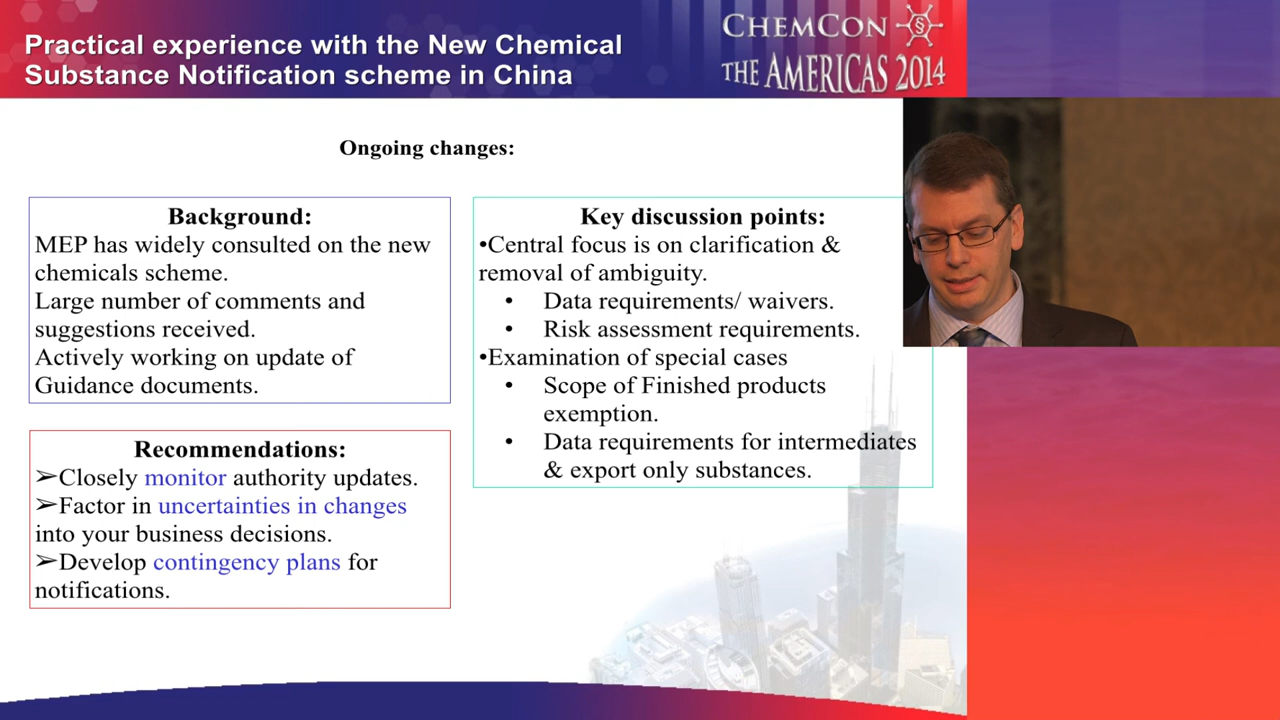 Practical experience with the New Chemical
Substance Notification scheme in China
CHEMCON §
THE AMERICAS 2014
Ongoing changes:
Background:
MEP has widely consulted on the new
chemicals scheme.
Large number of comments and
suggestions received.
Actively working on update of
Guidance documents.
Recommendations:
➢Closely monitor authority updates.
➢Factor in uncertainties in changes
into your business decisions.
➢Develop contingency plans for
notifications.
Key discussion points:
•Central focus is on clarification &
removal of ambiguity.
• Data requirements/ waivers.
• Risk assessment requirements.
•Examination of special cases
• Scope of Finished products
exemption.
• Data requirements for intermediates
& export only substances.